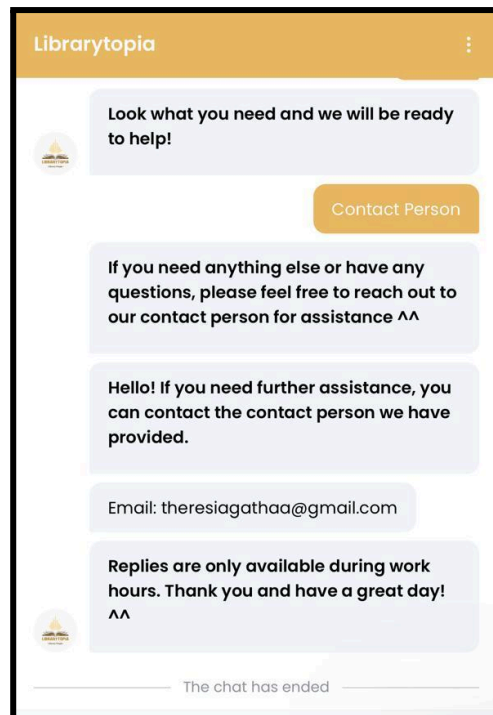 Librarytopia
Look what you need and we will be ready
to help!
LIBRARYTOPIA
Contact Person
If you need anything else or have any
questions, please feel free to reach out to
our contact person for assistance ^^
Hello! If you need further assistance, you
can contact the contact person we have
provided.
Email: theresiagathaa@gmail.com
Replies are only available during work
hours. Thank you and have a great day!
^^
LIBRARYTOPIA
The chat has ended